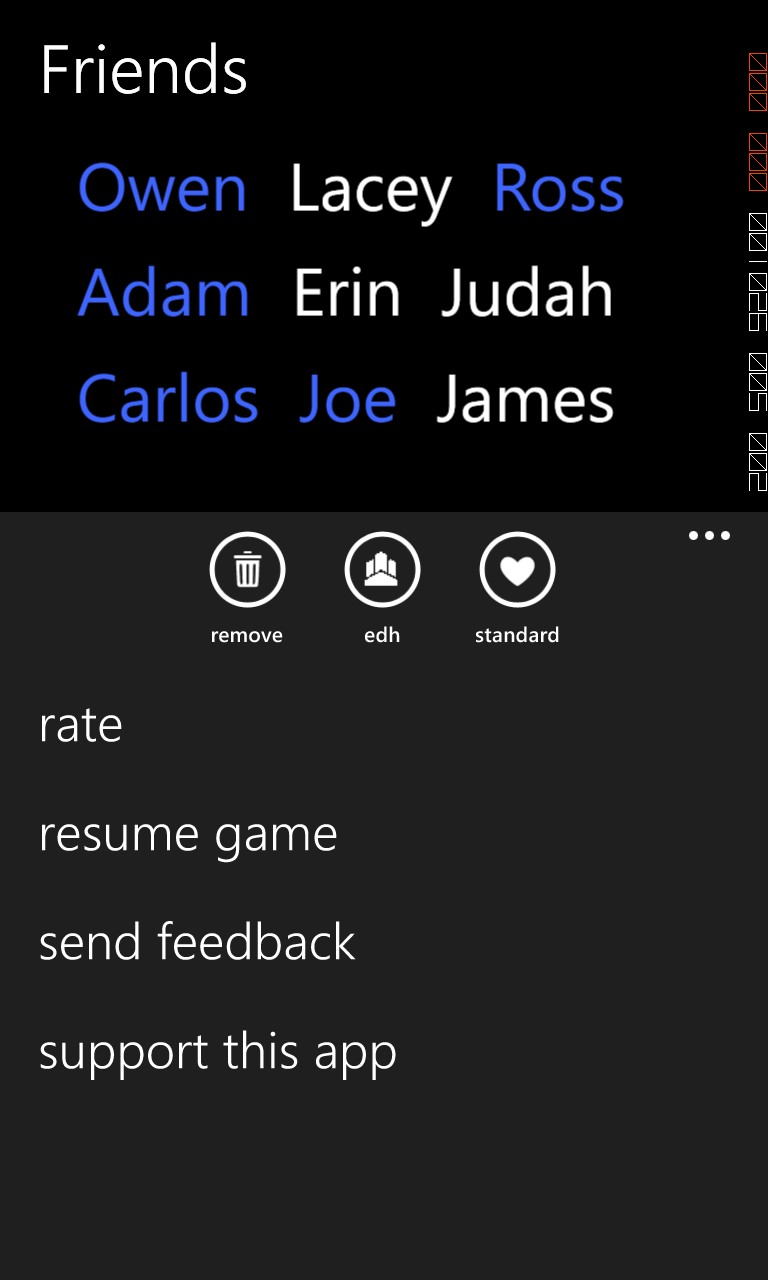 Friends
Owen Lacey Ross
Adam Erin Judah
Carlos Joe James
remove edh standard
rate
resume game
send feedback
support this app